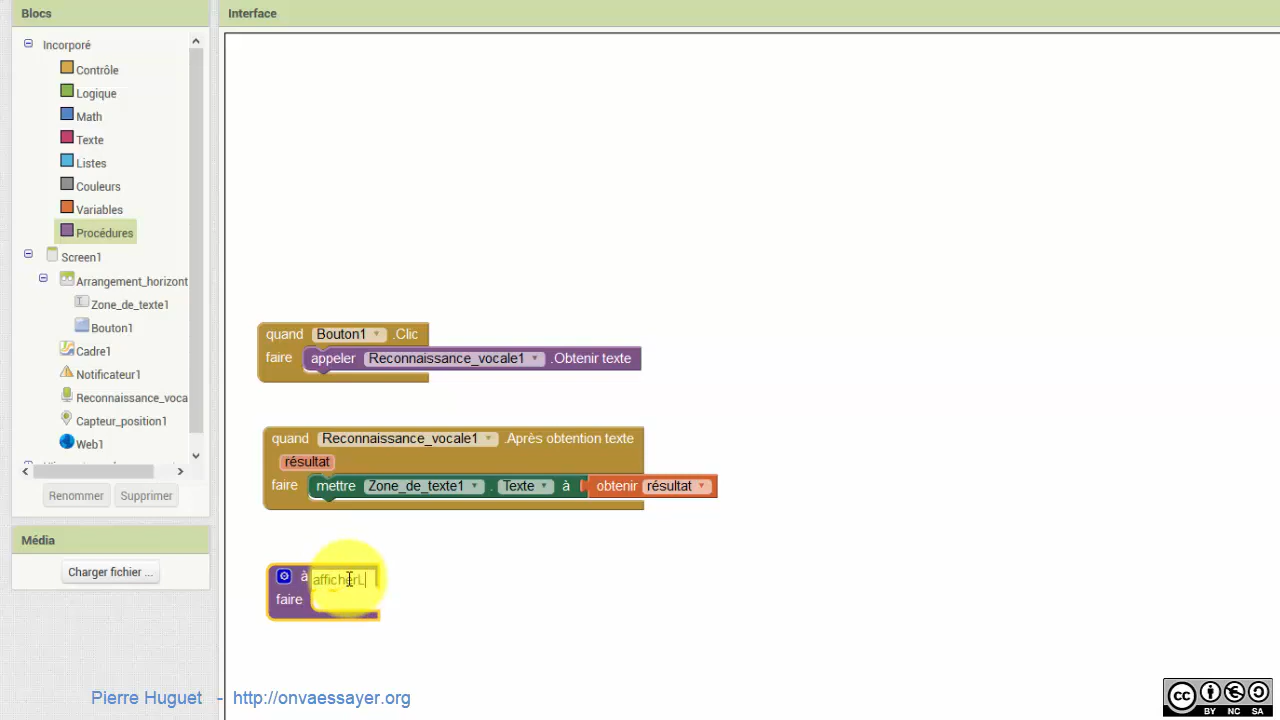 Blocs
Interface
Incorporé
Contrôle
Logique
Math
Texte
Listes
Couleurs
Variables
Procédures
Screen1
Arrangement_horizont
Zone_de_texte1
Bouton1
Cadre1
Notificateur1
Reconnaissance_voca
Capteur_position1
Web1
Renommer Supprimer
Média
Charger fichier ...
quand Bouton1 .Clic
faire appeler Reconnaissance_vocale1 .Obtenir texte
quand Reconnaissance_vocale1 .Après obtention texte
résultat
faire mettre Zone_de_texte1 . Texte à obtenir résultat
à afficherL
faire
Pierre Huguet - http://onvaessayer.org
cc
BY NC SA